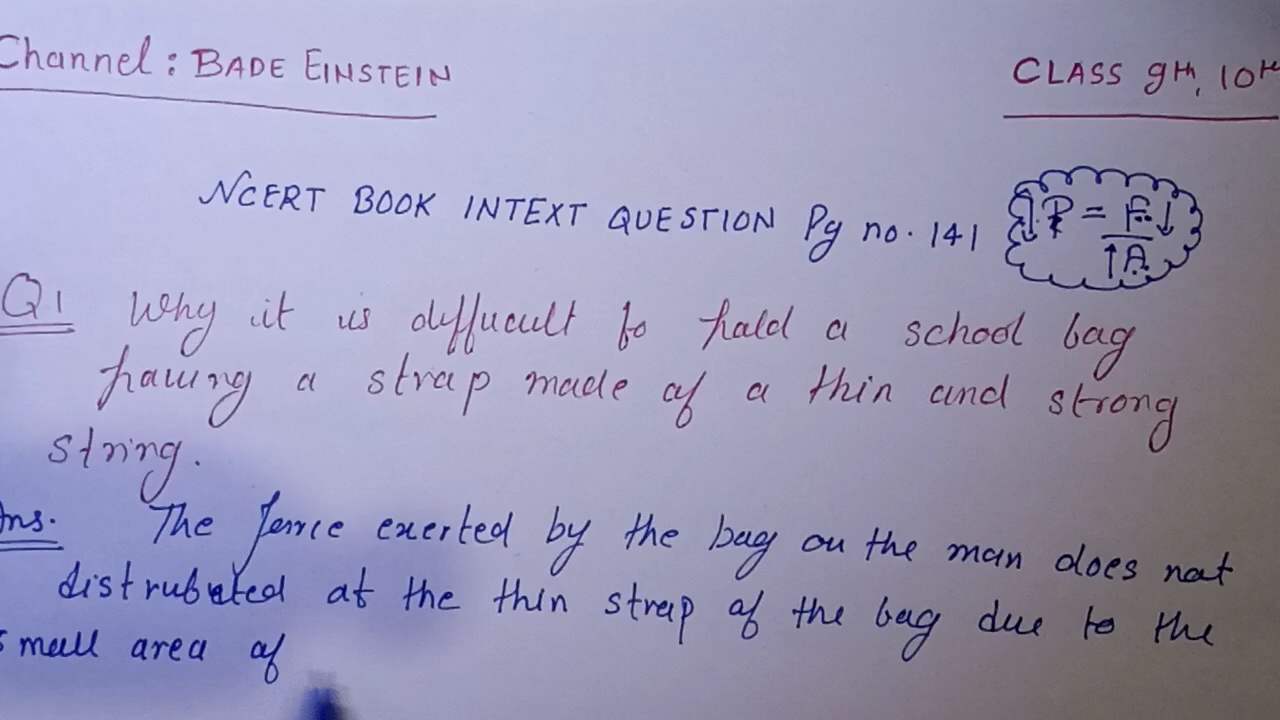 Channel: BADE EINSTEIN
CLASS 9th, 10th
NCERT BOOK INTEXT QUESTION Pg no. 141
↓P = F↓
↑A
Q1 Why it is difficult to hold a school bag
having a strap made of a thin and strong
string.
Ans. The force exerted by the bag on the man does not
distrubuted at the thin strap of the bag due to the
small area of